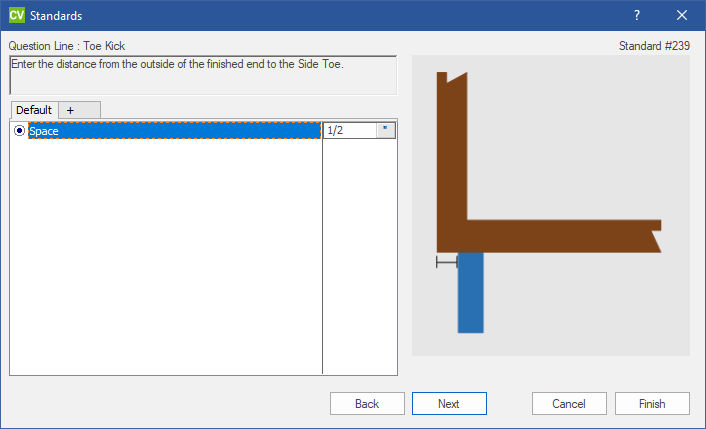 CV Standards ?
Question Line : Toe Kick Standard #239
Enter the distance from the outside of the finished end to the Side Toe.
Default +
Space 1/2 "
Back Next Cancel Finish